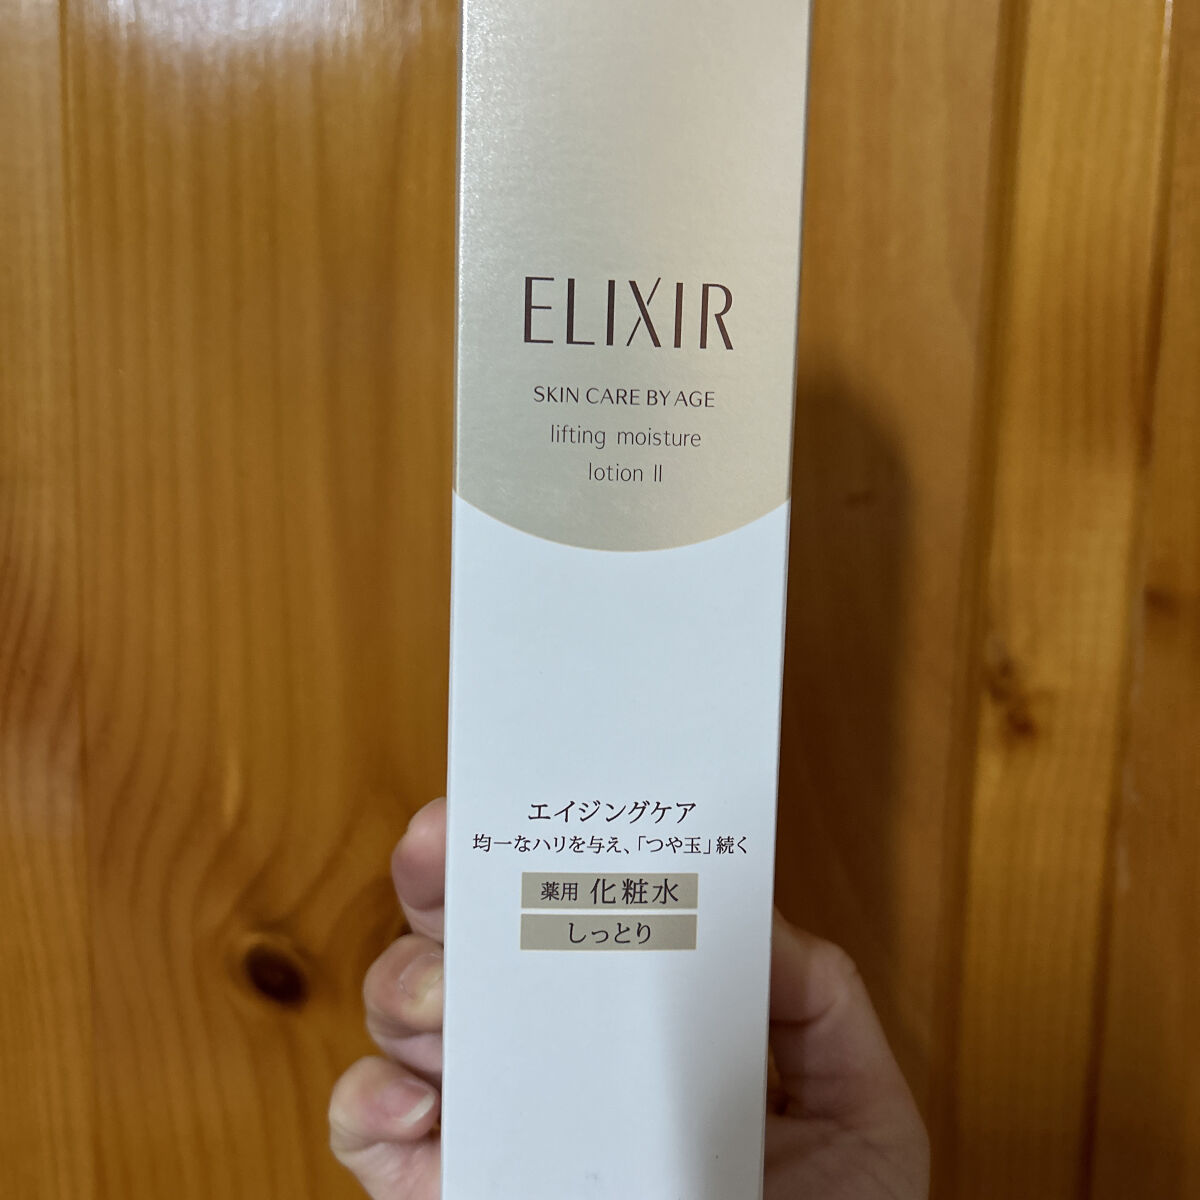 ELIXIR
SKIN CARE BY AGE
lifting moisture
lotion II
エイジングケア
均一なハリを与え、「つや玉」続く
薬用 化粧水
しっとり